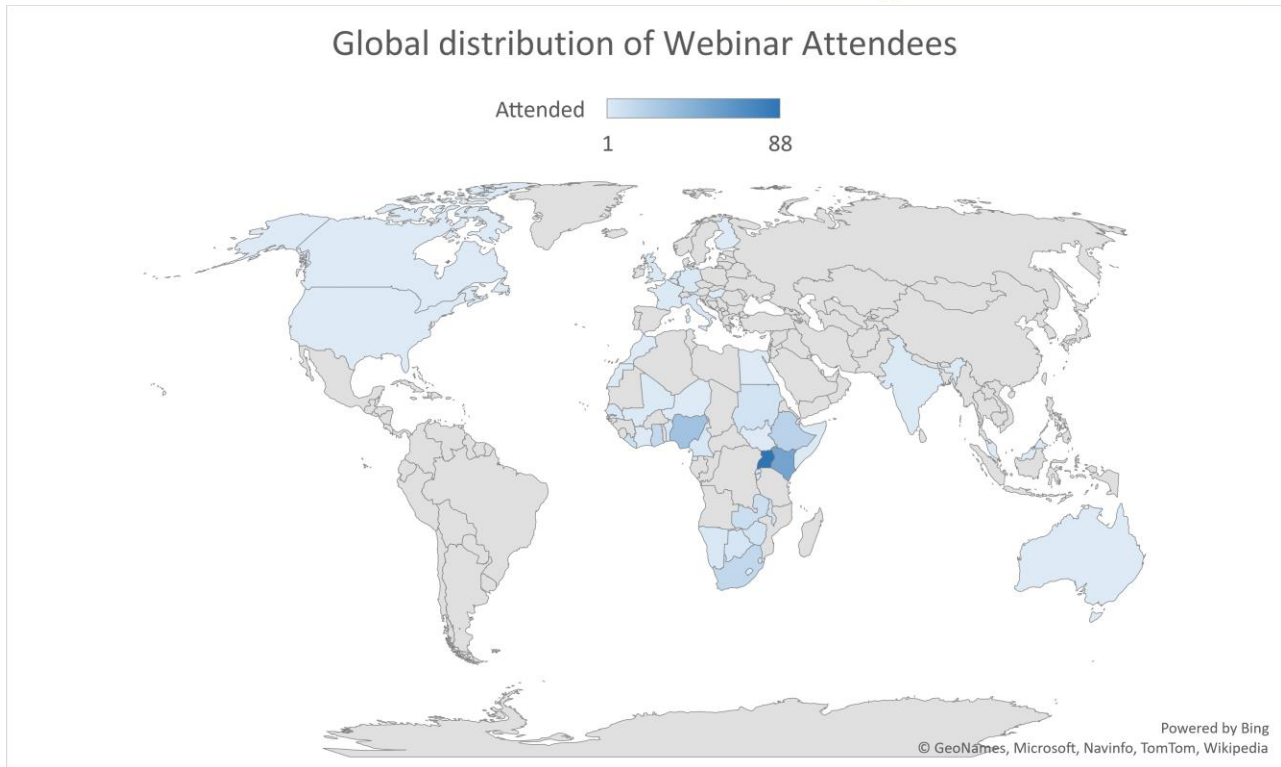 Global distribution of Webinar Attendees
Attended
1 88
Powered by Bing
© GeoNames, Microsoft, Navinfo, TomTom, Wikipedia